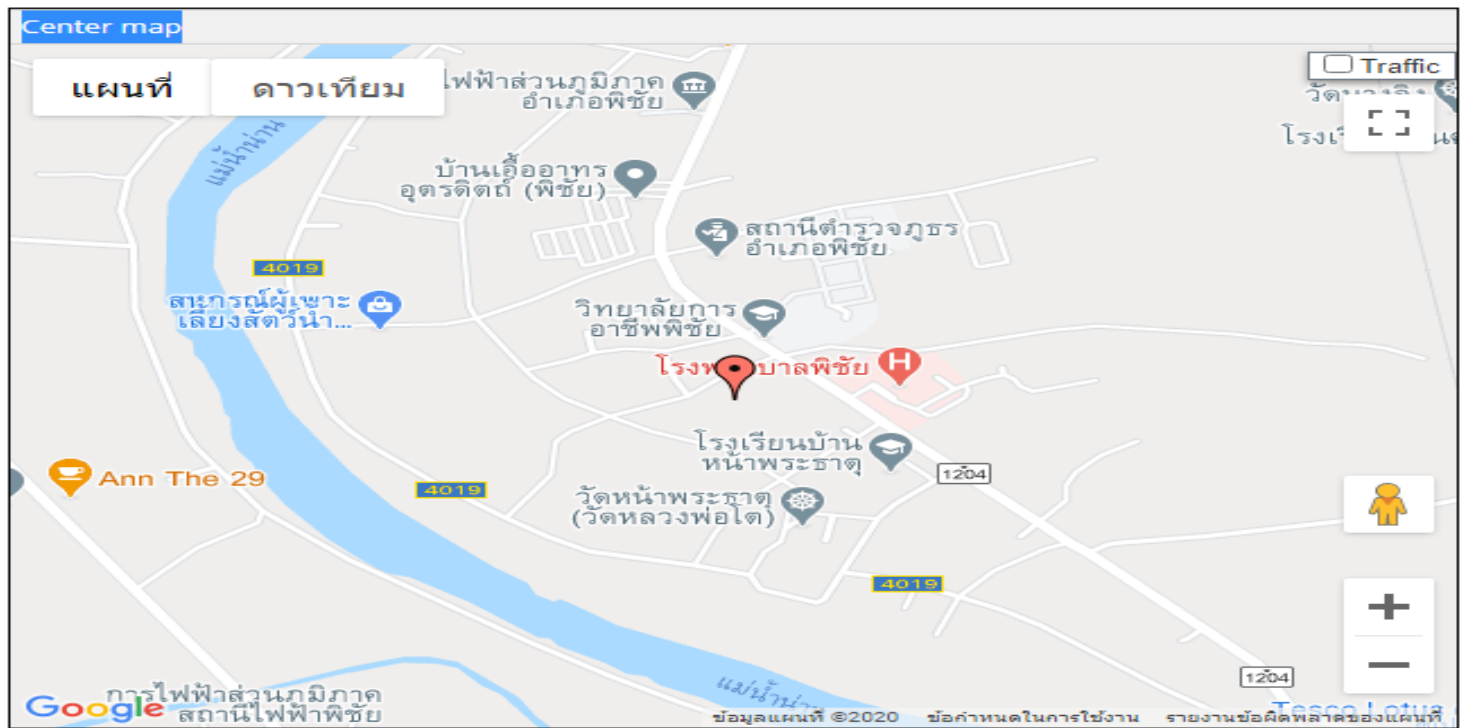 Center map
แผนที่
ดาวเทียม
Traffic
ไฟฟ้าส่วนภูมิภาค
อำเภอพิชัย
แม่น้ำน่าน
บ้านเอื้ออาทร
อุตรดิตถ์ (พิชัย)
สถานีตำรวจภูธร
อำเภอพิชัย
4019
สหกรณ์ผู้เพาะ
เลี้ยงสัตว์น้ำ...
วิทยาลัยการ
อาชีพพิชัย
โรงพ
บาลพิชัย
H
โรงเรียนบ้าน
หน้าพระธาตุ
1204
Ann The 29
4019
วัดหน้าพระธาตุ
(วัดหลวงพ่อโต)
4019
1204
แม่น้ำน่าน
การไฟฟ้าส่วนภูมิภาค
สถานีไฟฟ้าพิชัย
Google
Tesco Lotus
ข้อมูลแผนที่ ©2020 ข้อกำหนดในการใช้งาน รายงานข้อผิดพลาดของแผนที่